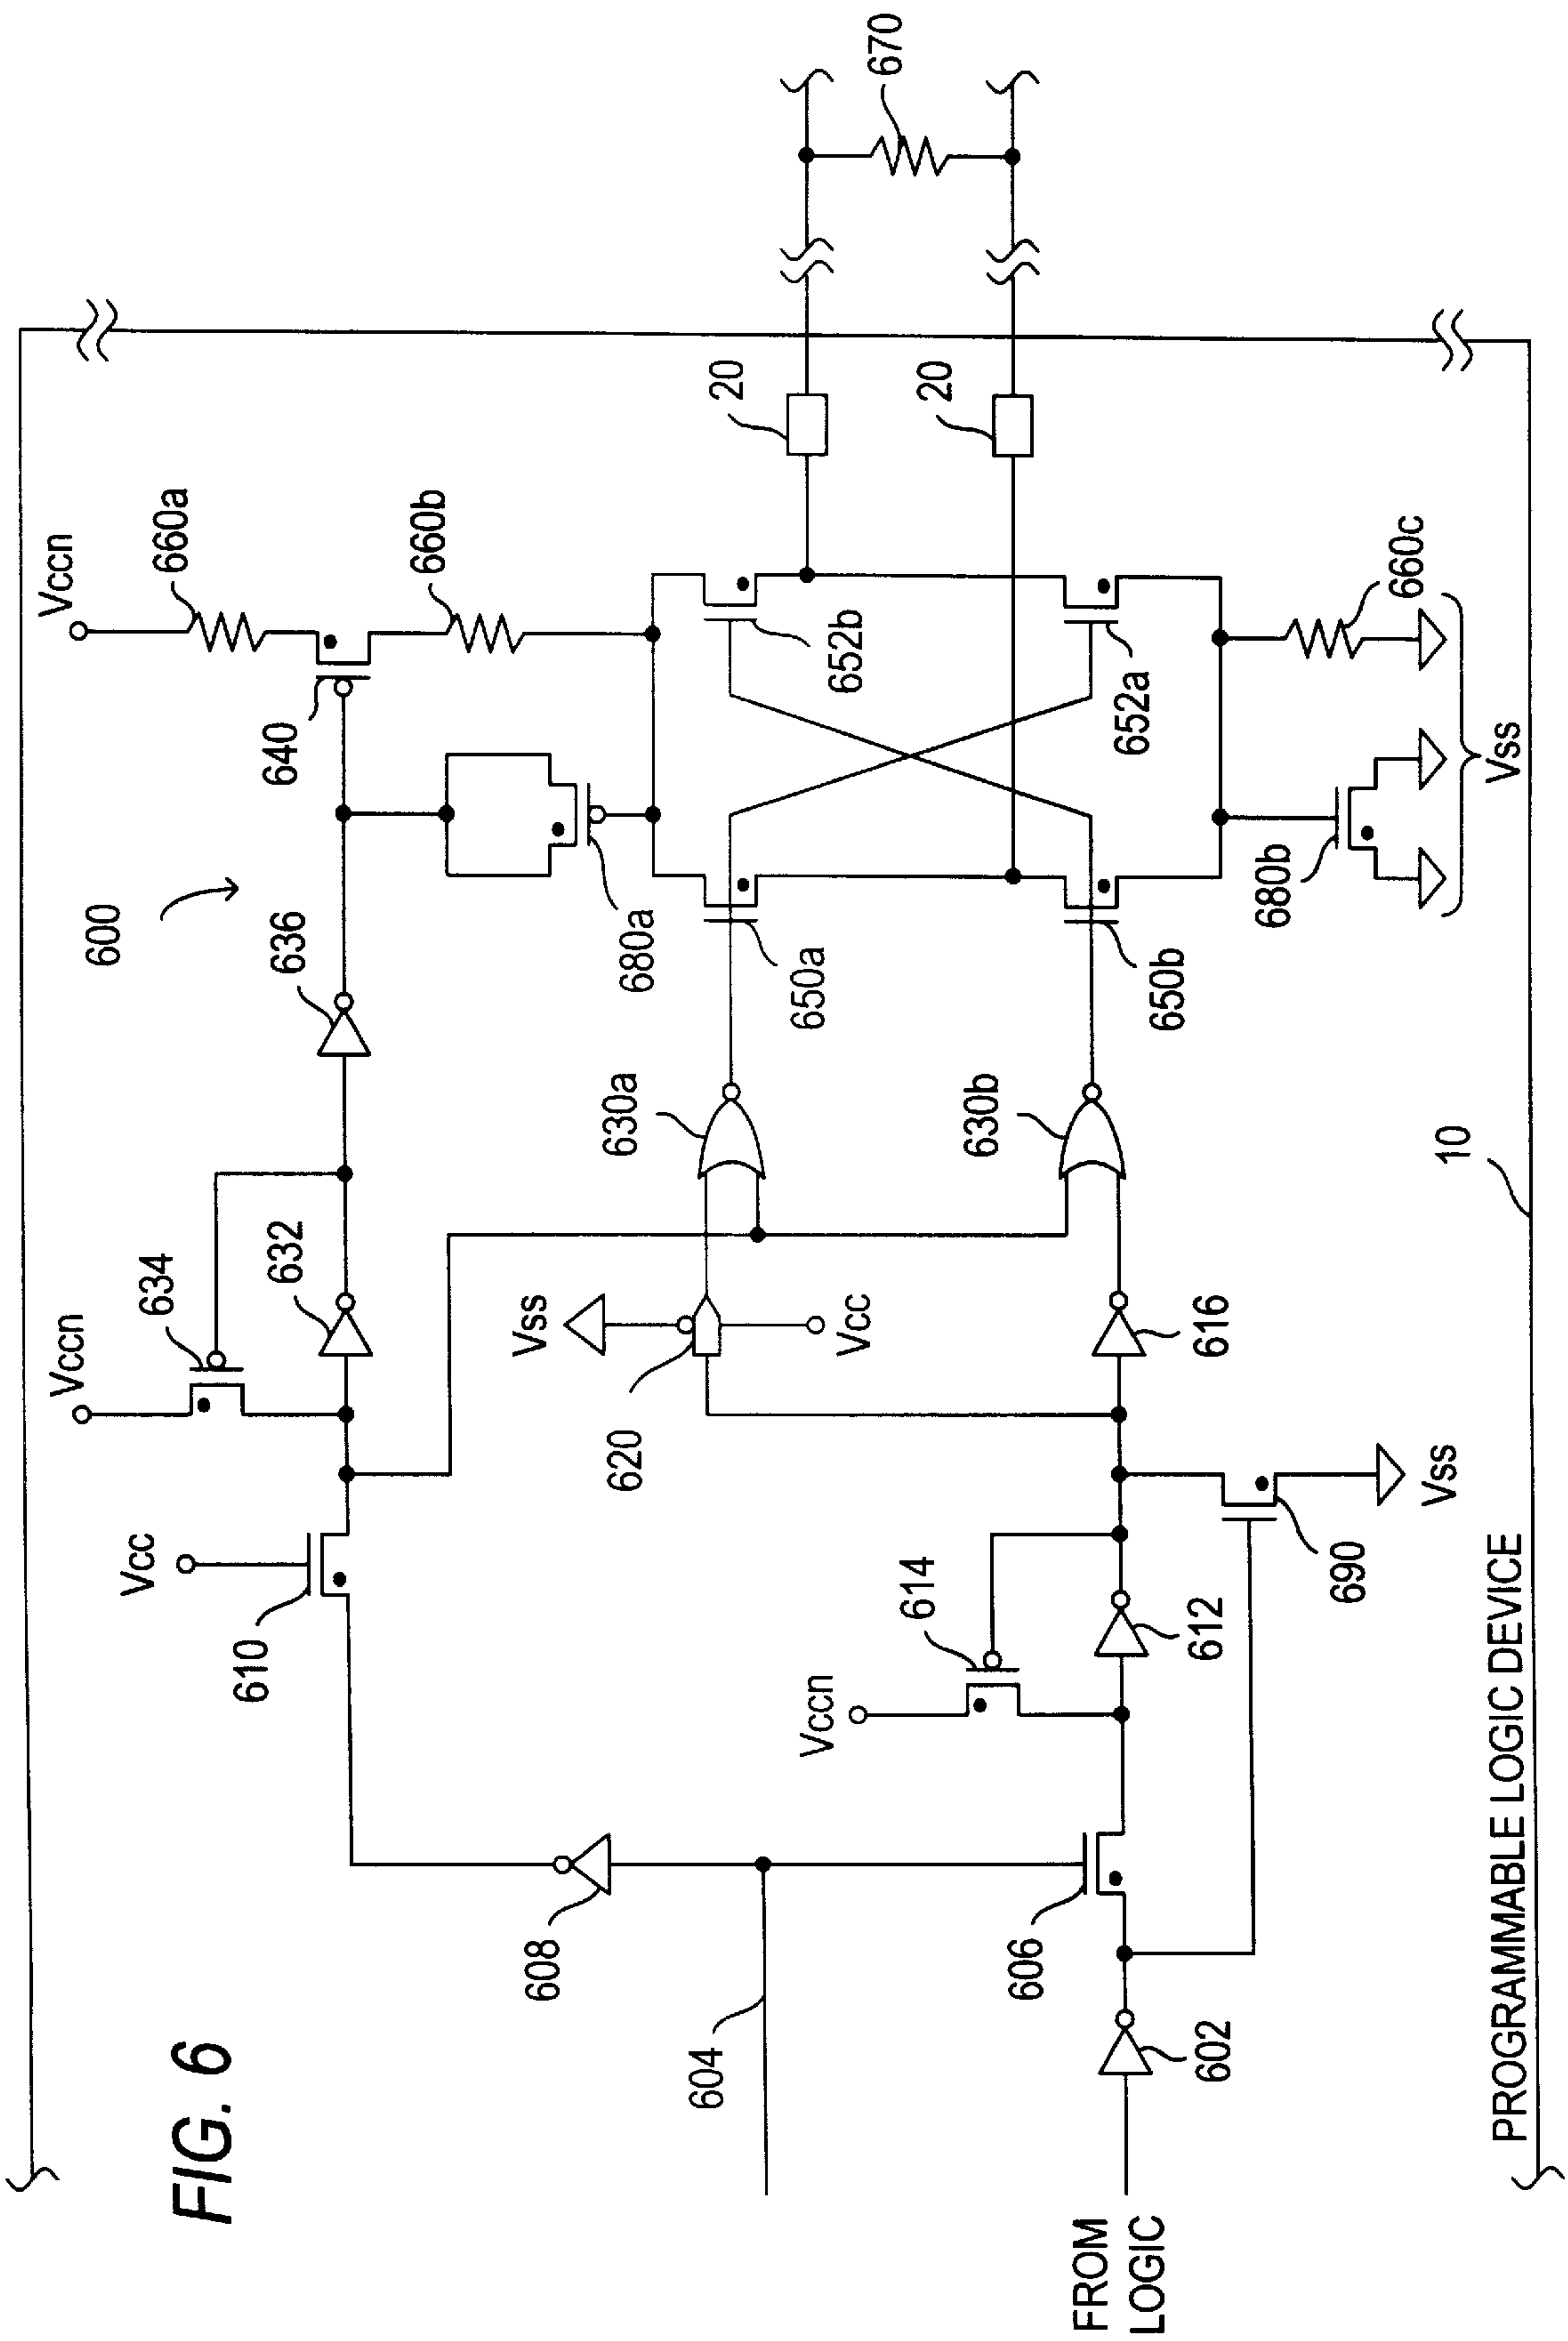 FIG. 6
600
Vccn
660a
640
660b
Vccn
634
632
636
Vcc
610
680a
652b
20
20
670
650a
652a
660c
680b
Vss
650b
630a
630b
Vss
620
Vcc
616
608
604
Vccn
614
612
606
602
690
Vss
FROM
LOGIC
10
PROGRAMMABLE LOGIC DEVICE